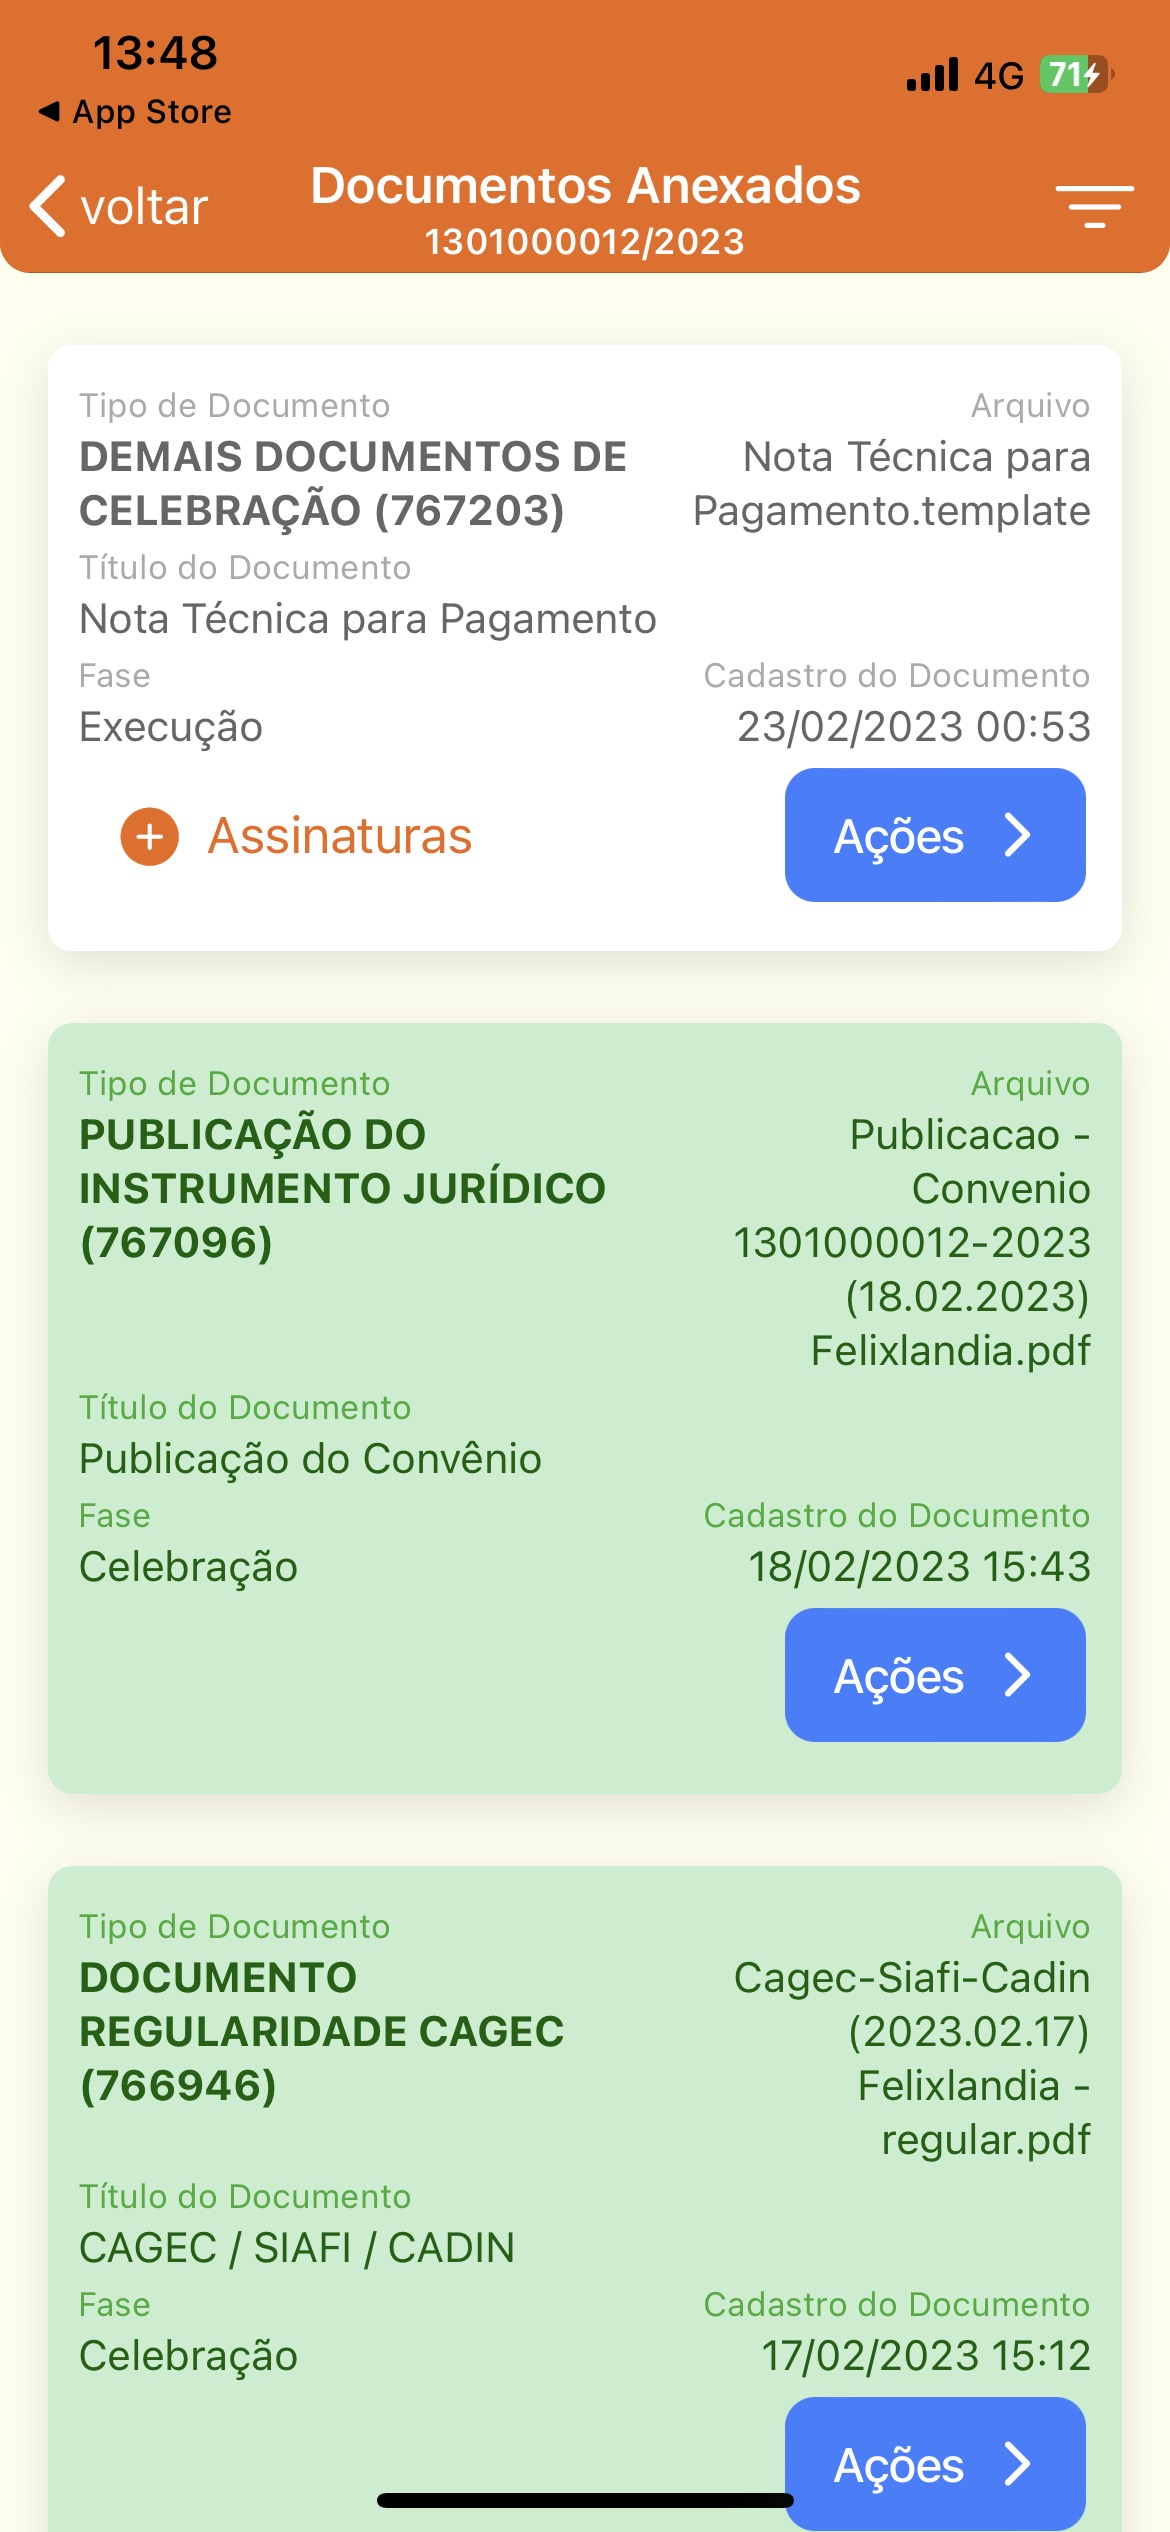 13:48
4G
71
◀ App Store
voltar
Documentos Anexados
1301000012/2023
Tipo de Documento
Arquivo
DEMAIS DOCUMENTOS DE
CELEBRAÇÃO (767203)
Nota Técnica para
Pagamento.template
Título do Documento
Nota Técnica para Pagamento
Fase
Cadastro do Documento
Execução
23/02/2023 00:53
Assinaturas
Ações
Tipo de Documento
Arquivo
PUBLICAÇÃO DO
INSTRUMENTO JURÍDICO
(767096)
Publicacao -
Convenio
1301000012-2023
(18.02.2023)
Felixlandia.pdf
Título do Documento
Publicação do Convênio
Fase
Cadastro do Documento
Celebração
18/02/2023 15:43
Ações
Tipo de Documento
Arquivo
DOCUMENTO
REGULARIDADE CAGEC
(766946)
Cagec-Siafi-Cadin
(2023.02.17)
Felixlandia -
regular.pdf
Título do Documento
CAGEC / SIAFI / CADIN
Fase
Cadastro do Documento
Celebração
17/02/2023 15:12
Ações